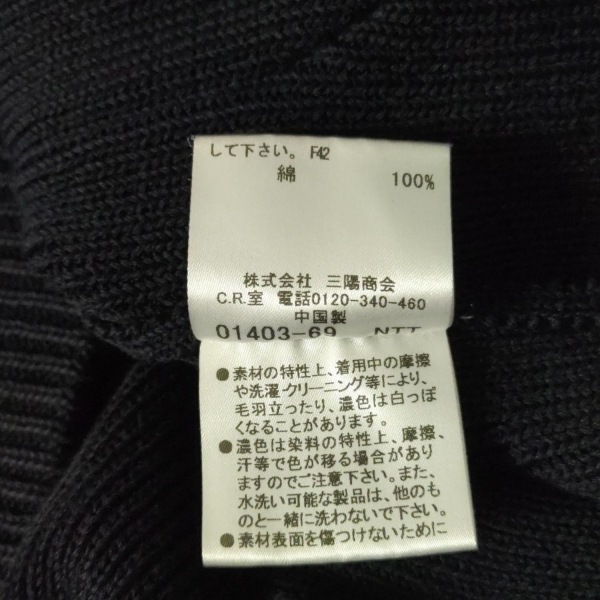 して下さい。 F42
綿 100%
株式会社 三陽商会
C.R.室 電話0120-340-460
中国製
01403-69 NTT
●素材の特性上、着用中の摩擦
や洗濯・クリーニング等により、
毛羽立ったり、濃色は白っぽ
くなることがあります。
●濃色は染料の特性上、摩擦、
汗等で色が移る場合があり
ますのでご注意下さい。また、
水洗い可能な製品は、他のも
のと一緒に洗わないで下さい。
●素材表面を傷つけないために